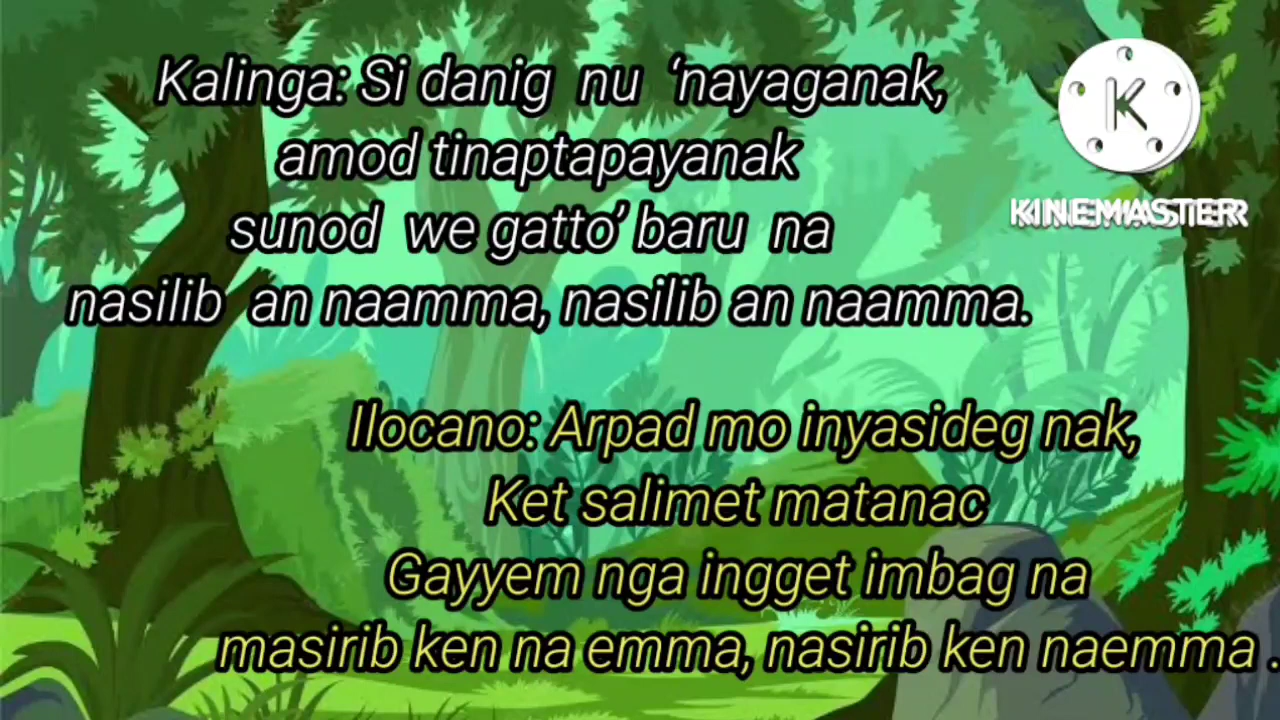 Kalinga: Si danig nu ‘nayaganak,
amod tinaptapayanak
sunod we gatto’ baru na
nasilib an naamma, nasilib an naamma.
Ilocano: Arpad mo inyasideg nak,
Ket salimet matanac
Gayyem nga ingget imbag na
masirib ken na emma, nasirib ken naemma .
K
KINEMASTER